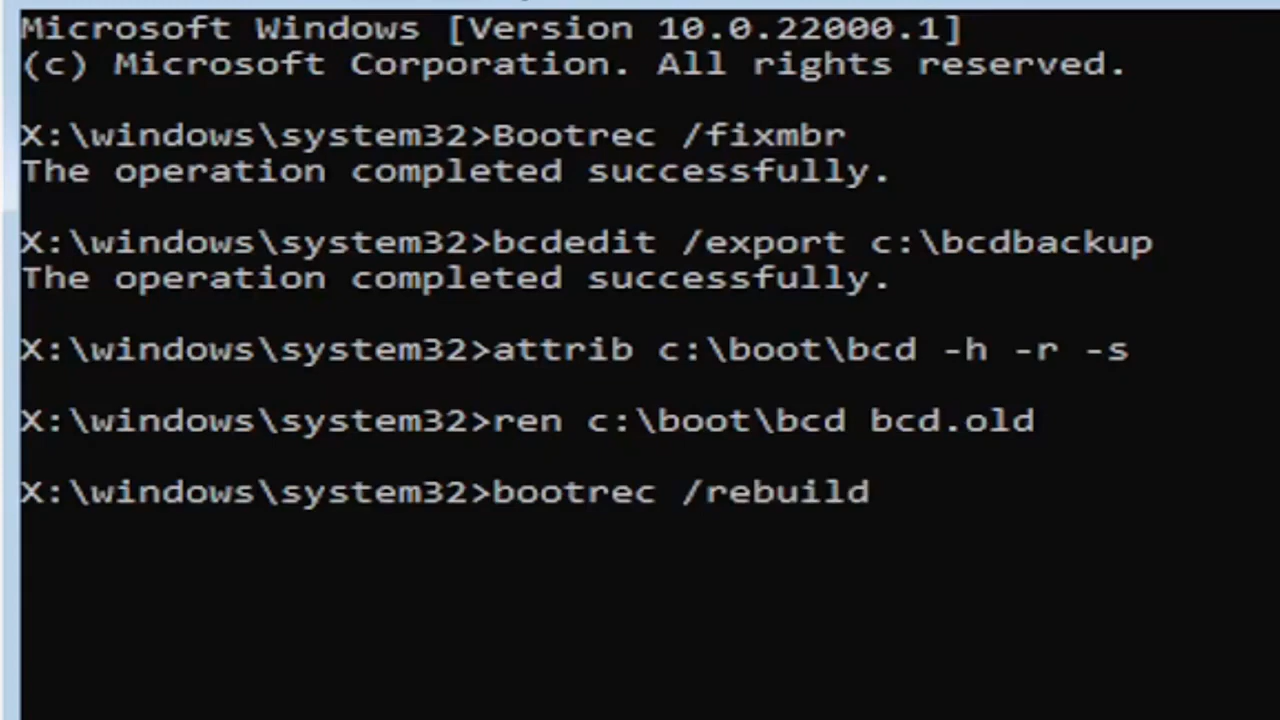 Microsoft Windows [Version 10.0.22000.1]
(c) Microsoft Corporation. All rights reserved.
X:\windows\system32>Bootrec /fixmbr
The operation completed successfully.
X:\windows\system32>bcdedit /export c:\bcdbackup
The operation completed successfully.
X:\windows\system32>attrib c:\boot\bcd -h -r -s
X:\windows\system32>ren c:\boot\bcd bcd.old
X:\windows\system32>bootrec /rebuild